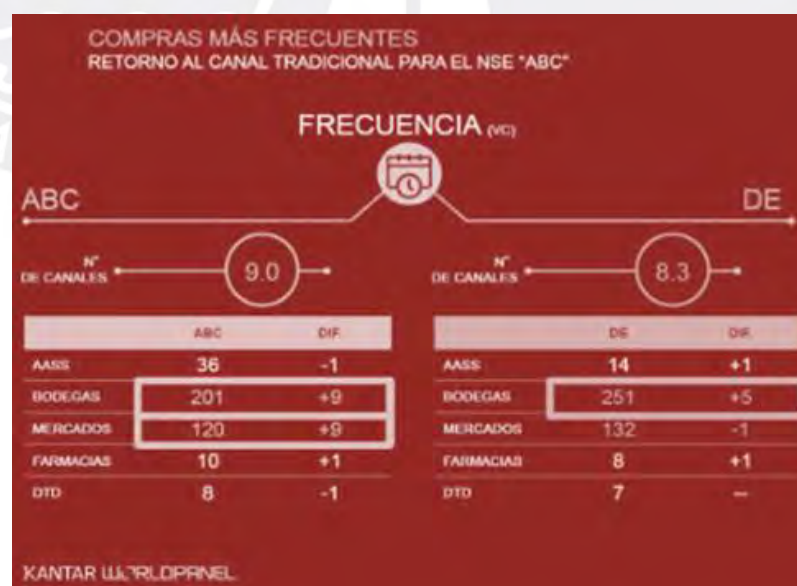 COMPRAS MÁS FRECUENTES
RETORNO AL CANAL TRADICIONAL PARA EL NSE "ABC"
FRECUENCIA (VC)
ABC
DE
N°
DE CANALES
9.0
N°
DE CANALES
8.3
ABC DIF.
AASS 36 -1
BODEGAS 201 +9
MERCADOS 120 +9
FARMACIAS 10 +1
DTD 8 -1
DE DIF.
AASS 14 +1
BODEGAS 251 +5
MERCADOS 132 -1
FARMACIAS 8 +1
DTD 7 --
KANTAR WORLDPANEL